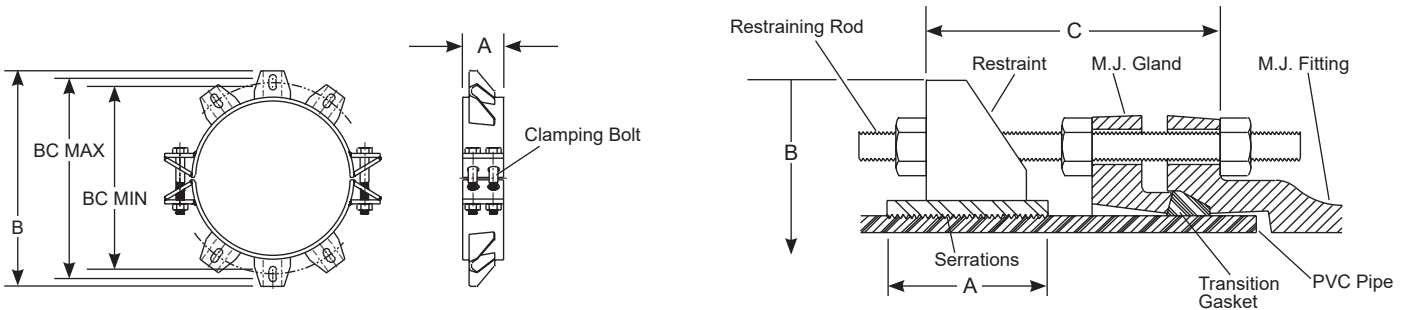 BC MAX
BC MIN
B
A
Clamping Bolt
Restraining Rod
C
Restraint
M.J. Gland
M.J. Fitting
B
Serrations
A
Transition
Gasket
PVC Pipe